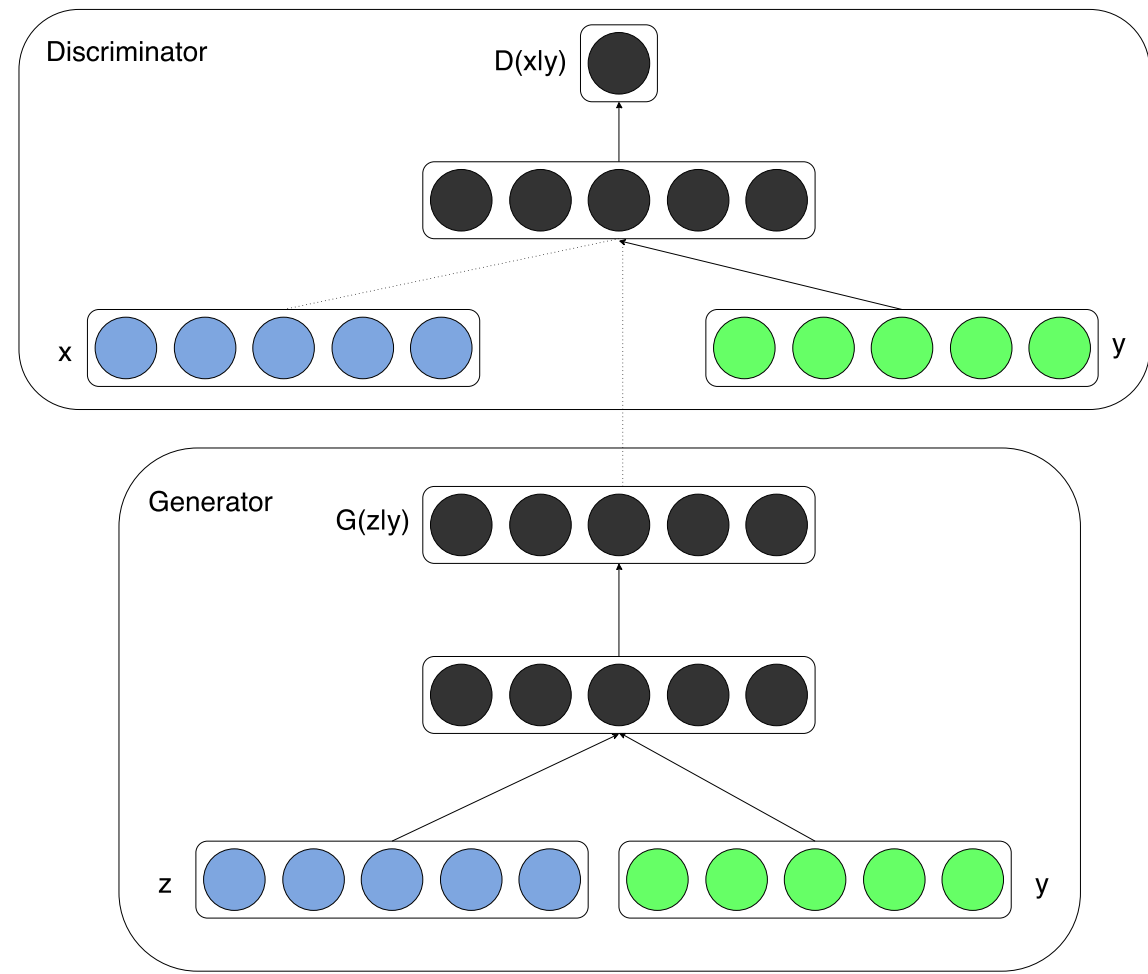 Discriminator
D(x|y)
x
y
Generator
G(z|y)
z
y